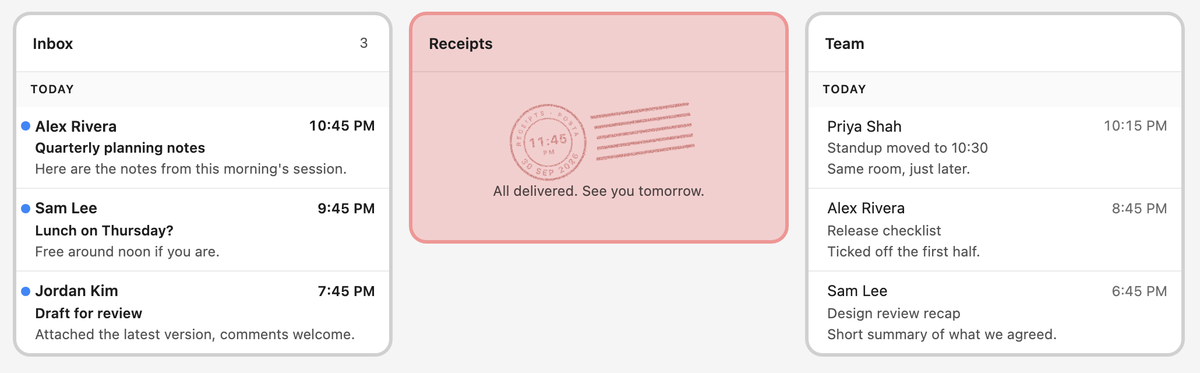 Inbox
3
TODAY
Alex Rivera 10:45 PM
Quarterly planning notes
Here are the notes from this morning's session.
Sam Lee 9:45 PM
Lunch on Thursday?
Free around noon if you are.
Jordan Kim 7:45 PM
Draft for review
Attached the latest version, comments welcome.
Receipts
RECEIPTS · POSTA
11:45
PM
30 SEP 2026
All delivered. See you tomorrow.
Team
TODAY
Priya Shah 10:15 PM
Standup moved to 10:30
Same room, just later.
Alex Rivera 8:45 PM
Release checklist
Ticked off the first half.
Sam Lee 6:45 PM
Design review recap
Short summary of what we agreed.